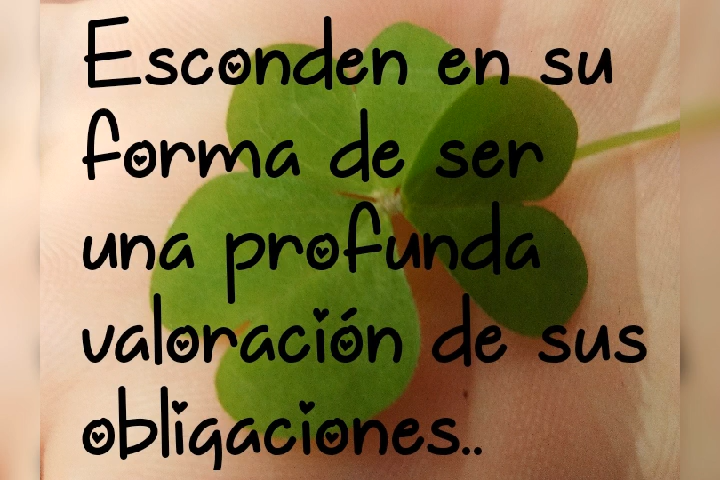 Esconden en su
forma de ser
una profunda
valoración de sus
obligaciones..